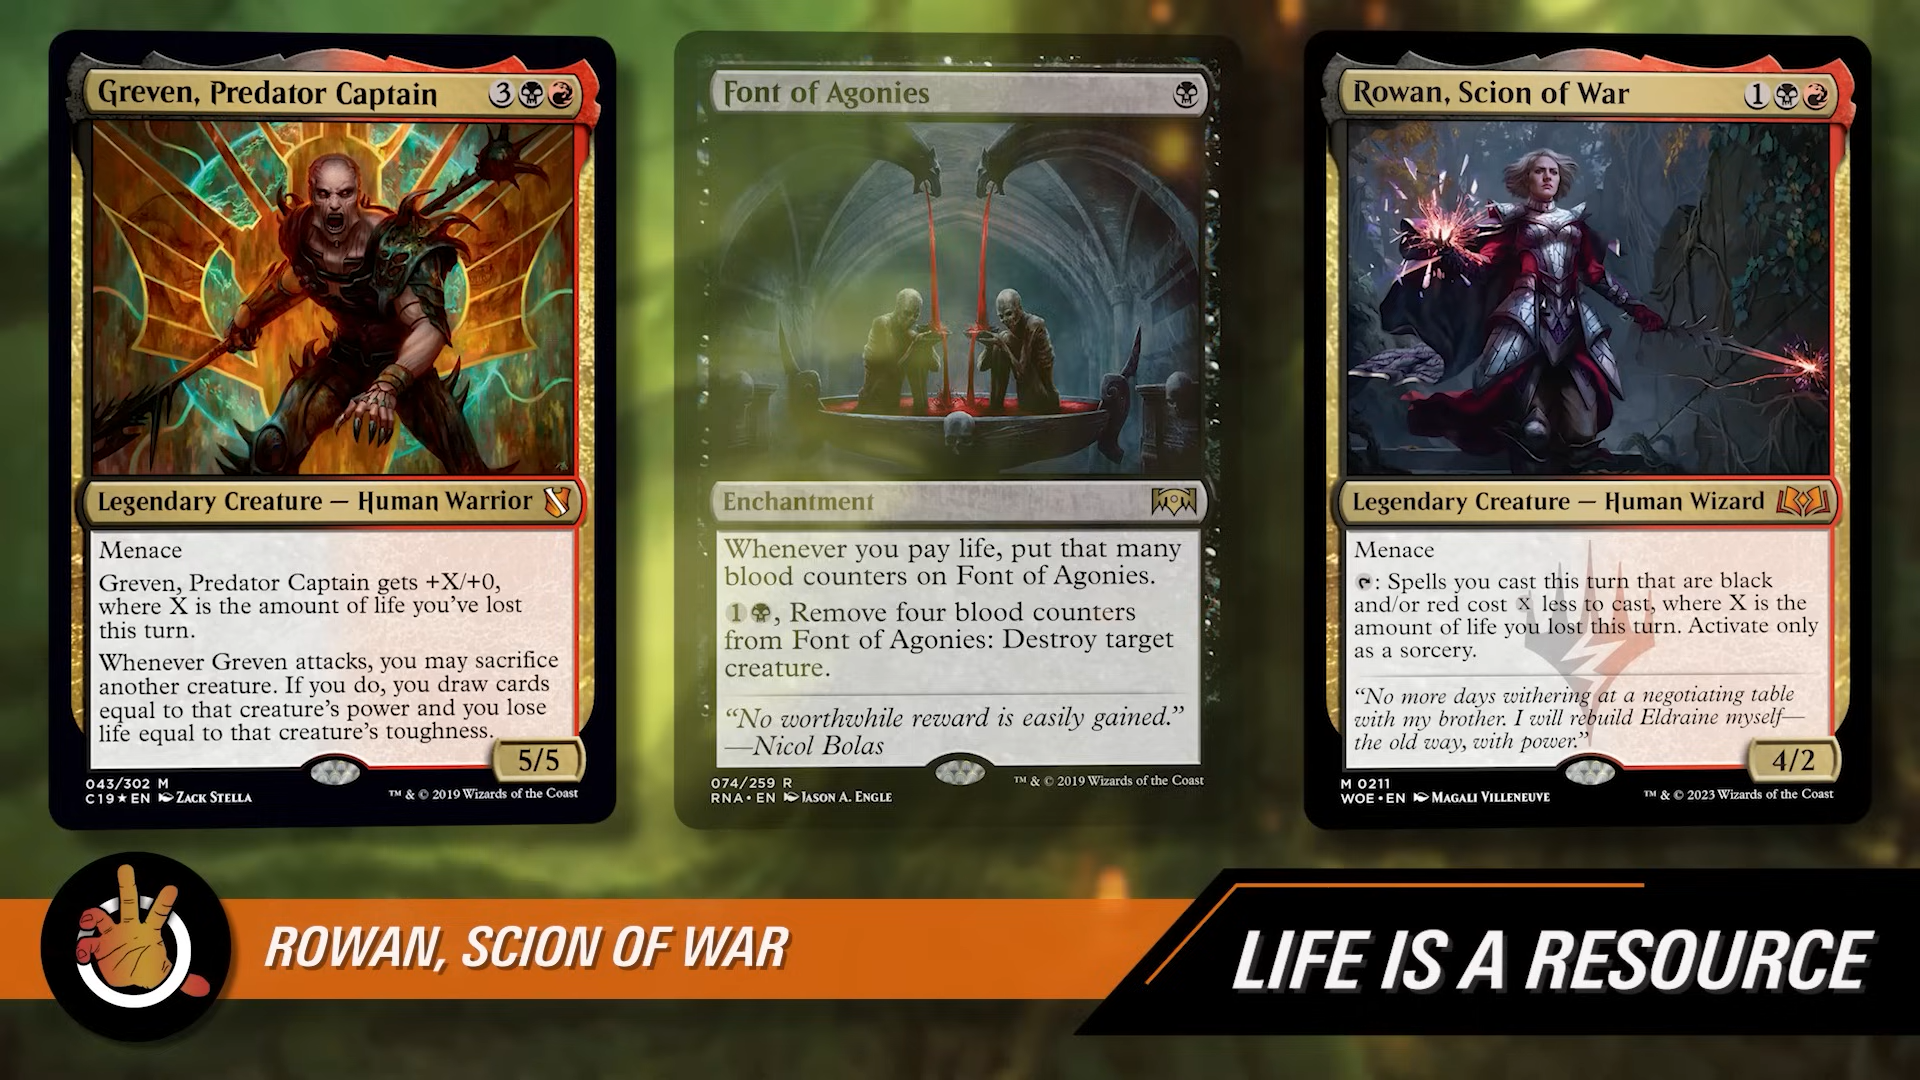 Greven, Predator Captain 3
Legendary Creature — Human Warrior
Menace
Greven, Predator Captain gets +X/+0,
where X is the amount of life you've lost
this turn.
Whenever Greven attacks, you may sacrifice
another creature. If you do, you draw cards
equal to that creature's power and you lose
life equal to that creature's toughness.
5/5
043/302 M
C19★EN Zack Stella
™ & © 2019 Wizards of the Coast
Font of Agonies
Enchantment
Whenever you pay life, put that many
blood counters on Font of Agonies.
1, Remove four blood counters
from Font of Agonies: Destroy target
creature.
“No worthwhile reward is easily gained.”
—Nicol Bolas
074/259 R
RNA•EN Jason A. Engle
™ & © 2019 Wizards of the Coast
Rowan, Scion of War 1
Legendary Creature — Human Wizard
Menace
: Spells you cast this turn that are black
and/or red cost X less to cast, where X is the
amount of life you lost this turn. Activate only
as a sorcery.
“No more days withering at a negotiating table
with my brother. I will rebuild Eldraine myself—
the old way, with power.”
4/2
M 0211
WOE•EN Magali Villeneuve
™ & © 2023 Wizards of the Coast
ROWAN, SCION OF WAR
LIFE IS A RESOURCE